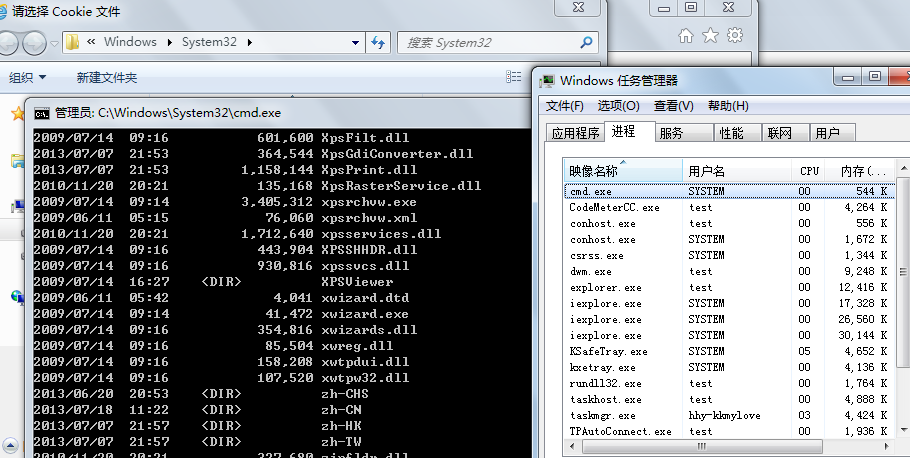 请选择 Cookie 文件
« Windows ▸ System32 ▸
搜索 System32
组织 ▼ 新建文件夹
管理员: C:\Windows\System32\cmd.exe
2009/07/14 09:16 601,600 XpsFilt.dll
2013/07/07 21:53 364,544 XpsGdiConverter.dll
2013/07/07 21:53 1,158,144 XpsPrint.dll
2010/11/20 20:21 135,168 XpsRasterService.dll
2009/07/14 09:14 3,405,312 xpsrchvw.exe
2009/06/11 05:15 76,060 xpsrchvw.xml
2010/11/20 20:21 1,712,640 xpsservices.dll
2009/07/14 09:16 443,904 XPSSHHDR.dll
2009/07/14 09:16 930,816 xpssvcs.dll
2009/07/14 16:27 <DIR> XPSViewer
2009/06/11 05:42 4,041 xwizard.dtd
2009/07/14 09:14 41,472 xwizard.exe
2009/07/14 09:16 354,816 xwizards.dll
2009/07/14 09:16 85,504 xwreg.dll
2009/07/14 09:16 158,208 xwtpdui.dll
2009/07/14 09:16 107,520 xwtpw32.dll
2013/06/20 20:53 <DIR> zh-CHS
2013/07/18 11:22 <DIR> zh-CN
2013/07/07 21:57 <DIR> zh-HK
2013/07/07 21:57 <DIR> zh-TW
2010/11/20 20:21 327,680 zipfldr.dll
Windows 任务管理器
文件(F) 选项(O) 查看(V) 帮助(H)
应用程序 进程 服务 性能 联网 用户
映像名称 用户名 CPU 内存(...
cmd.exe SYSTEM 00 544 K
CodeMeterCC.exe test 00 4,264 K
conhost.exe test 00 556 K
conhost.exe SYSTEM 00 1,672 K
csrss.exe SYSTEM 00 1,344 K
dwm.exe test 00 9,248 K
explorer.exe test 00 12,416 K
iexplore.exe SYSTEM 00 17,328 K
iexplore.exe SYSTEM 00 26,560 K
iexplore.exe SYSTEM 00 30,144 K
KSafeTray.exe SYSTEM 05 4,652 K
kxetray.exe SYSTEM 00 4,136 K
rundll32.exe test 00 1,764 K
taskhost.exe test 00 4,888 K
taskmgr.exe hhy-kkmylove 03 4,424 K
TPAutoConnect.exe test 00 1,936 K